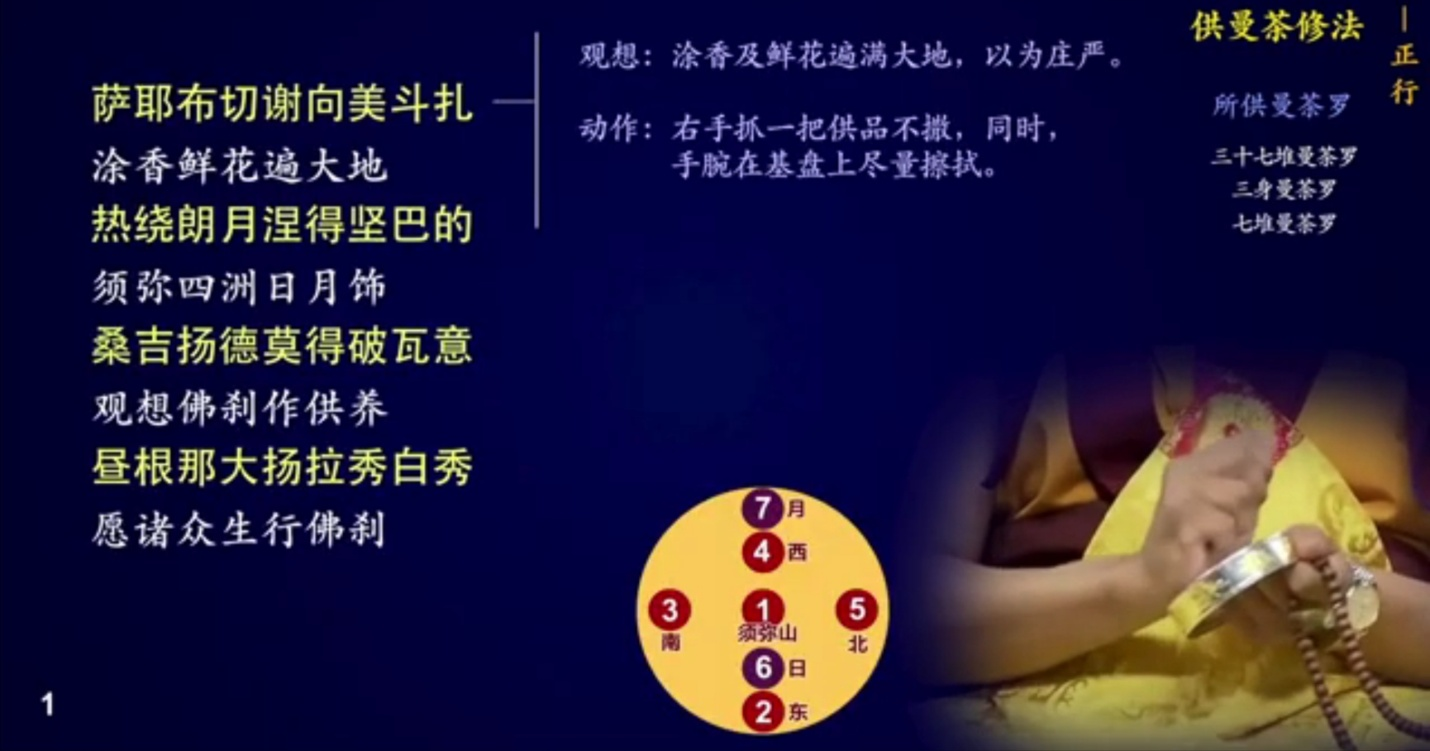 萨耶布切谢向美斗扎
涂香鲜花遍大地
热绕朗月涅得坚巴的
须弥四洲日月饰
桑吉扬德莫得破瓦意
观想佛刹作供养
昼根那大扬拉秀白秀
愿诸众生行佛刹
观想：涂香及鲜花遍满大地，以为庄严。
动作：右手抓一把供品不撒，同时，
手腕在基盘上尽量擦拭。
供曼荼修法
正行
所供曼荼罗
三十七堆曼荼罗
三身曼荼罗
七堆曼荼罗
7 月
4 西
3 南
1 须弥山
5 北
6 日
2 东
1